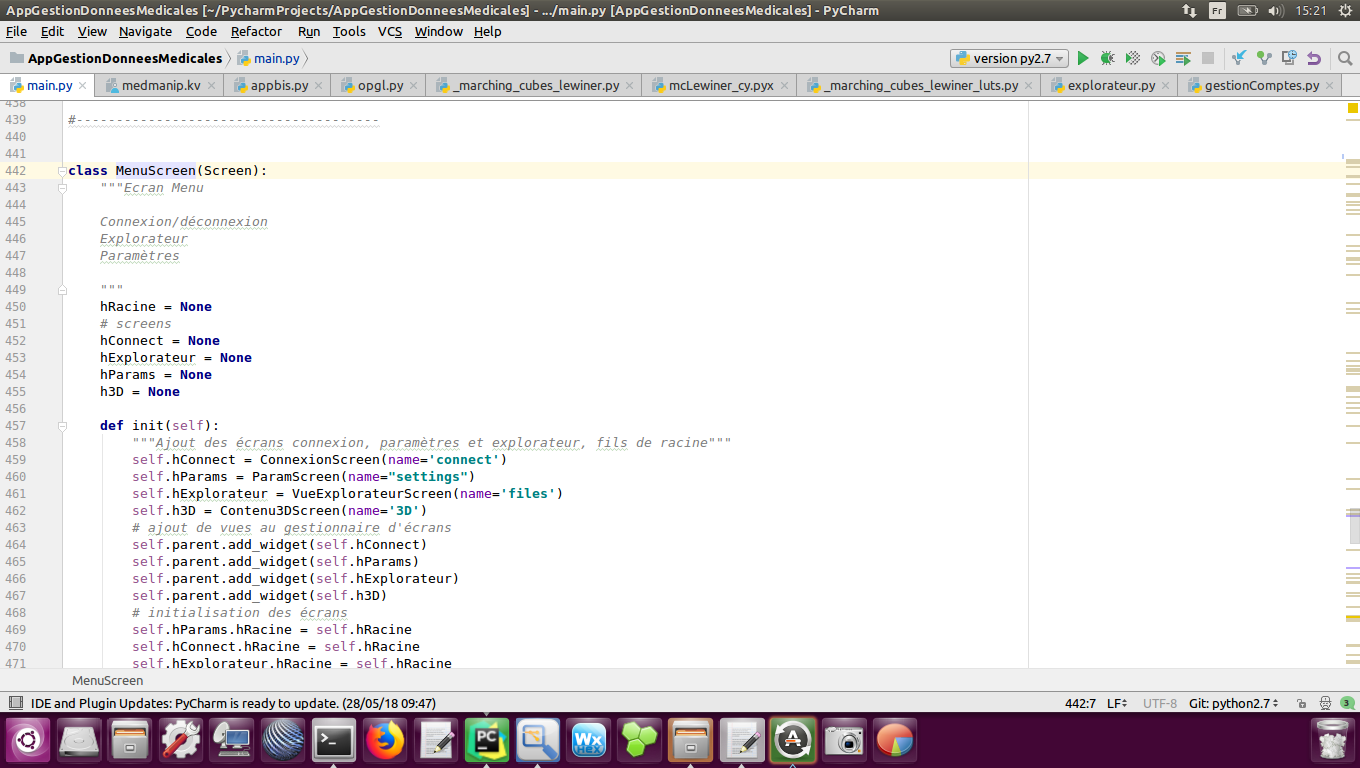 AppGestionDonneesMedicales [~/PycharmProjects/AppGestionDonneesMedicales] - .../main.py [AppGestionDonneesMedicales] - PyCharm
Fr 15:21
File Edit View Navigate Code Refactor Run Tools VCS Window Help
AppGestionDonneesMedicales main.py version py2.7
main.py medmanip.kv appbis.py opgl.py _marching_cubes_lewiner.py mcLewiner_cy.pyx _marching_cubes_lewiner_luts.py explorateur.py gestionComptes.py
438
439 #--------------------------------------
440
441
442 class MenuScreen(Screen):
443 """Ecran Menu
444
445 Connexion/déconnexion
446 Explorateur
447 Paramètres
448
449 """
450 hRacine = None
451 # screens
452 hConnect = None
453 hExplorateur = None
454 hParams = None
455 h3D = None
456
457 def init(self):
458 """Ajout des écrans connexion, paramètres et explorateur, fils de racine"""
459 self.hConnect = ConnexionScreen(name='connect')
460 self.hParams = ParamScreen(name="settings")
461 self.hExplorateur = VueExplorateurScreen(name='files')
462 self.h3D = Contenu3DScreen(name='3D')
463 # ajout de vues au gestionnaire d'écrans
464 self.parent.add_widget(self.hConnect)
465 self.parent.add_widget(self.hParams)
466 self.parent.add_widget(self.hExplorateur)
467 self.parent.add_widget(self.h3D)
468 # initialisation des écrans
469 self.hParams.hRacine = self.hRacine
470 self.hConnect.hRacine = self.hRacine
471 self.hExplorateur.hRacine = self.hRacine
MenuScreen
IDE and Plugin Updates: PyCharm is ready to update. (28/05/18 09:47) 442:7 LF UTF-8 Git: python2.7 3
>_ PC Wx HEX A